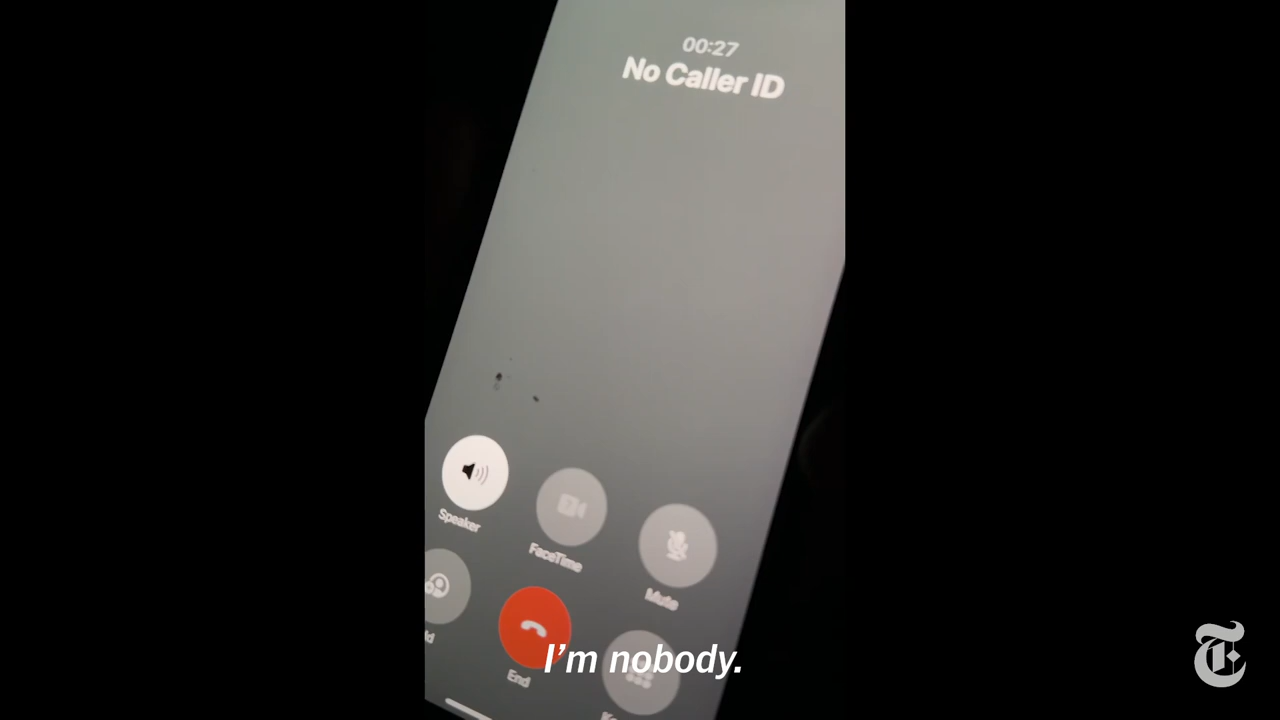 00:27
No Caller ID
Speaker
FaceTime
Mute
End
I'm nobody.